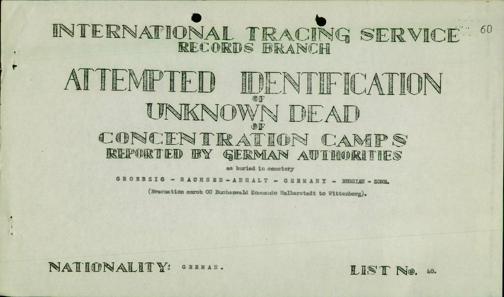 60
INTERNATIONAL TRACING SERVICE
RECORDS BRANCH
ATTEMPTED IDENTIFICATION
OF
UNKNOWN DEAD
OF
CONCENTRATION CAMPS
REPORTED BY GERMAN AUTHORITIES
as buried in cemetery
GROEBZIG - SACHSEN-ANHALT - GERMANY - RUSSIAN - ZONE.
(Evacuation march CC Buchenwald Kommando Halberstadt to Wittenberg).
NATIONALITY: GERMAN.
LIST No. 40.